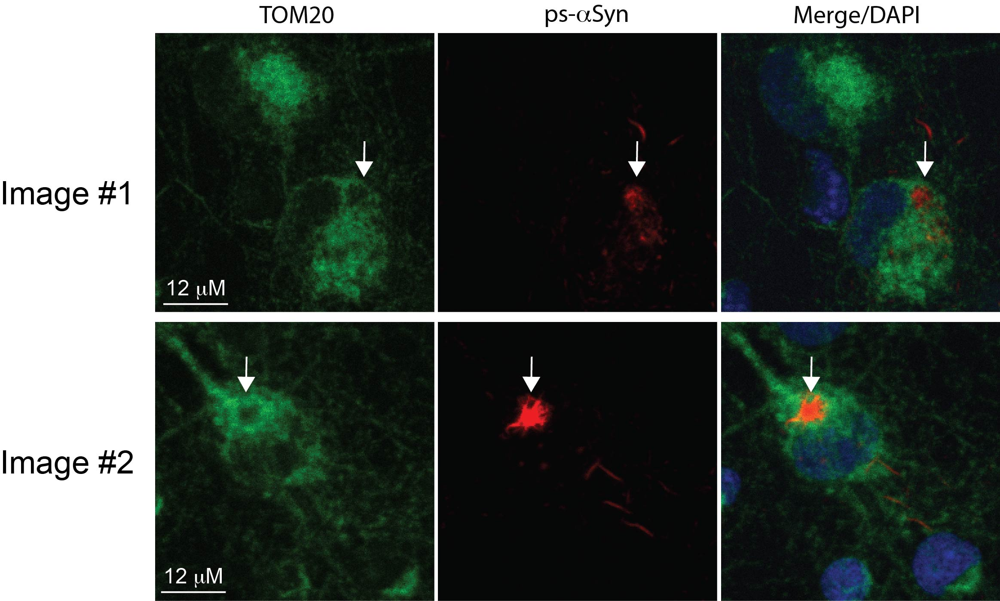 TOM20
ps-αSyn
Merge/DAPI
Image #1
12 μM
Image #2
12 μM